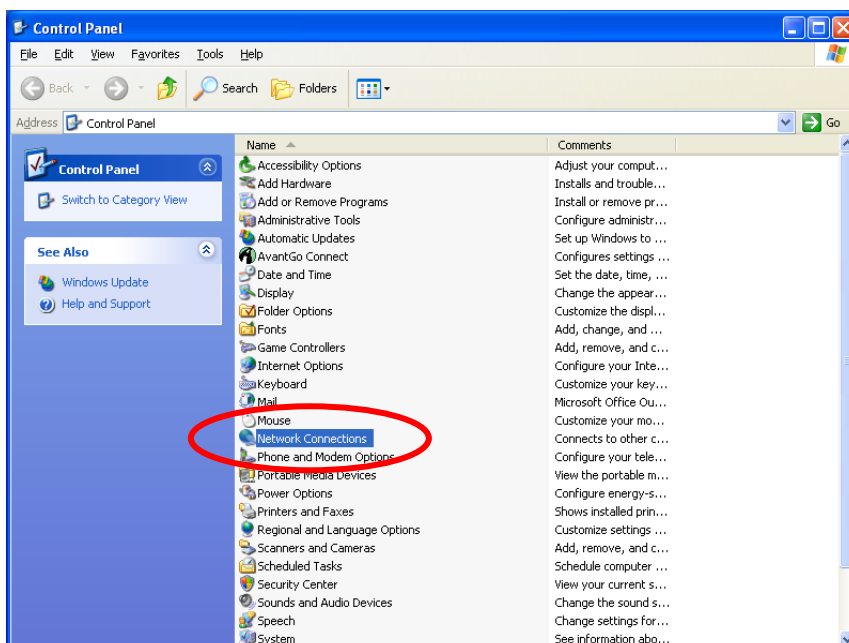 Control Panel
File Edit View Favorites Tools Help
Back Search Folders
Address Control Panel Go
Control Panel
Switch to Category View
See Also
Windows Update
Help and Support
Name Comments
Accessibility Options Adjust your comput...
Add Hardware Installs and trouble...
Add or Remove Programs Install or remove pr...
Administrative Tools Configure administr...
Automatic Updates Set up Windows to ...
AvantGo Connect Configures settings ...
Date and Time Set the date, time, ...
Display Change the appear...
Folder Options Customize the displ...
Fonts Add, change, and ...
Game Controllers Add, remove, and c...
Internet Options Configure your Inte...
Keyboard Customize your key...
Mail Microsoft Office Ou...
Mouse Customize your mo...
Network Connections Connects to other c...
Phone and Modem Options Configure your tele...
Portable Media Devices View the portable m...
Power Options Configure energy-s...
Printers and Faxes Shows installed prin...
Regional and Language Options Customize settings ...
Scanners and Cameras Add, remove, and c...
Scheduled Tasks Schedule computer ...
Security Center View your current s...
Sounds and Audio Devices Change the sound s...
Speech Change settings for...
System See information abo...